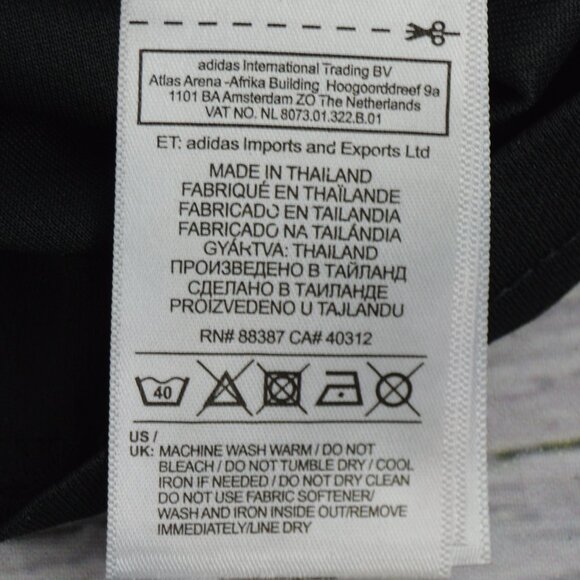 adidas International Trading BV
Atlas Arena -Afrika Building Hoogoorddreef 9a
1101 BA Amsterdam ZO The Netherlands
VAT NO. NL 8073.01.322.B.01
ET: adidas Imports and Exports Ltd
MADE IN THAILAND
FABRIQUÉ EN THAÏLANDE
FABRICADO EN TAILANDIA
FABRICADO NA TAILÂNDIA
GYÁRTVA: THAILAND
ПРОИЗВЕДЕНО В ТАЙЛАНД
СДЕЛАНО В ТАИЛАНДЕ
PROIZVEDENO U TAJLANDU
RN# 88387 CA# 40312
40
US /
UK: MACHINE WASH WARM / DO NOT
BLEACH / DO NOT TUMBLE DRY / COOL
IRON IF NEEDED / DO NOT DRY CLEAN
DO NOT USE FABRIC SOFTENER/
WASH AND IRON INSIDE OUT/REMOVE
IMMEDIATELY/LINE DRY